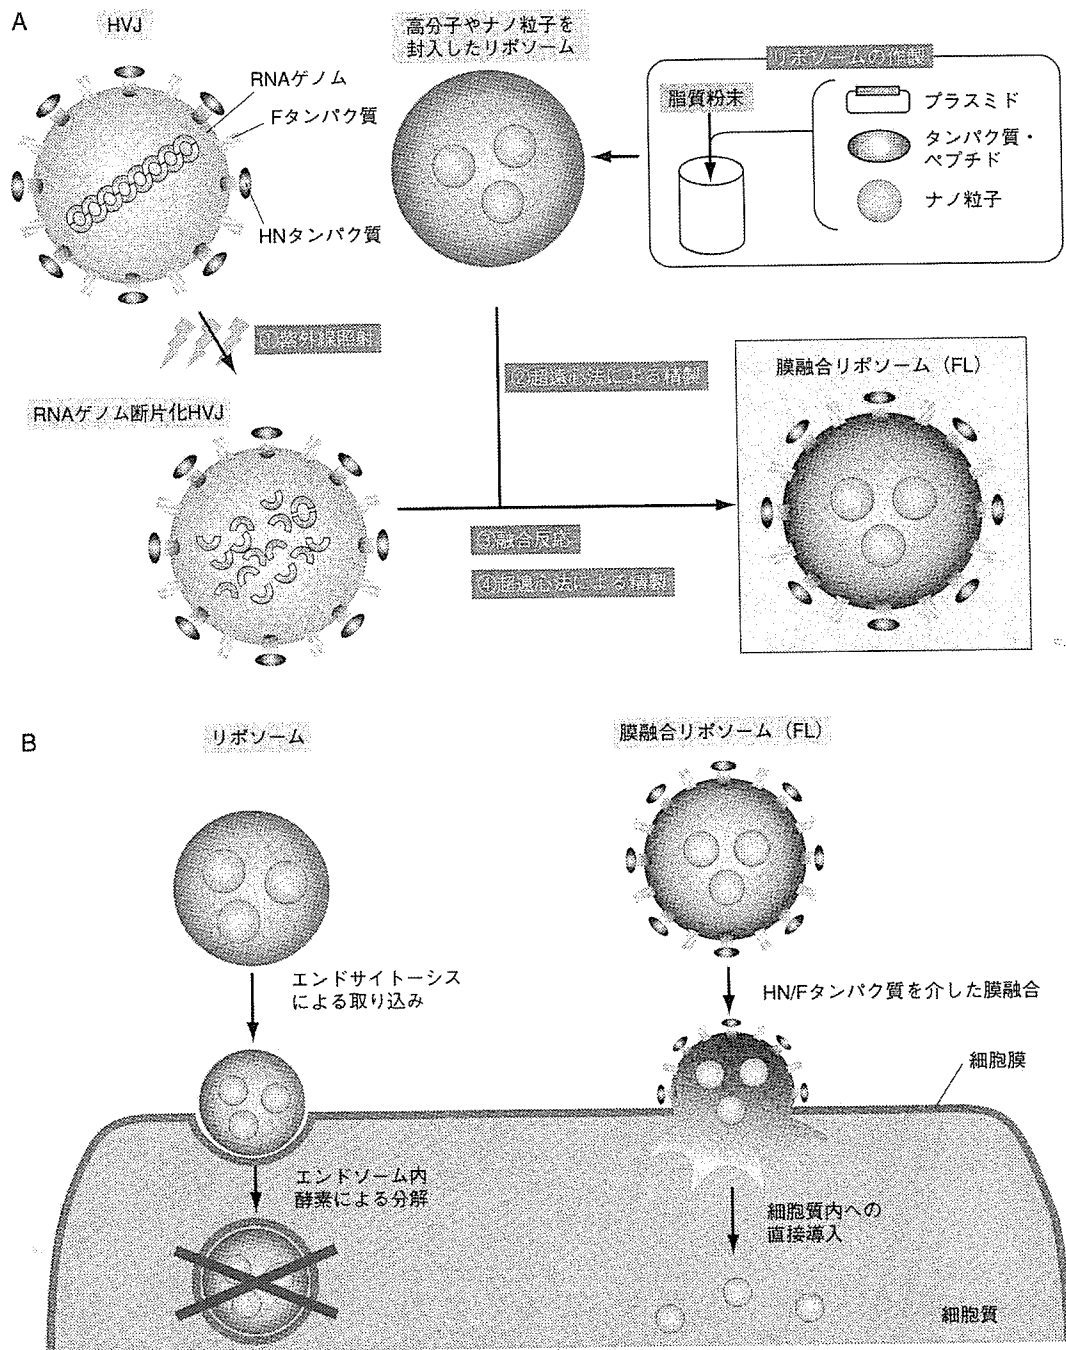 A
HVJ
RNAゲノム
Fタンパク質
HNタンパク質
高分子やナノ粒子を
封入したリポソーム
リポソームの作製
脂質粉末
プラスミド
タンパク質・
ペプチド
ナノ粒子
①紫外線照射
RNAゲノム断片化HVJ
②超遠心法による精製
③融合反応
④超遠心法による精製
膜融合リポソーム（FL）
B
リポソーム
エンドサイトーシス
による取り込み
エンドソーム内
酵素による分解
膜融合リポソーム（FL）
HN/Fタンパク質を介した膜融合
細胞膜
細胞質内への
直接導入
細胞質